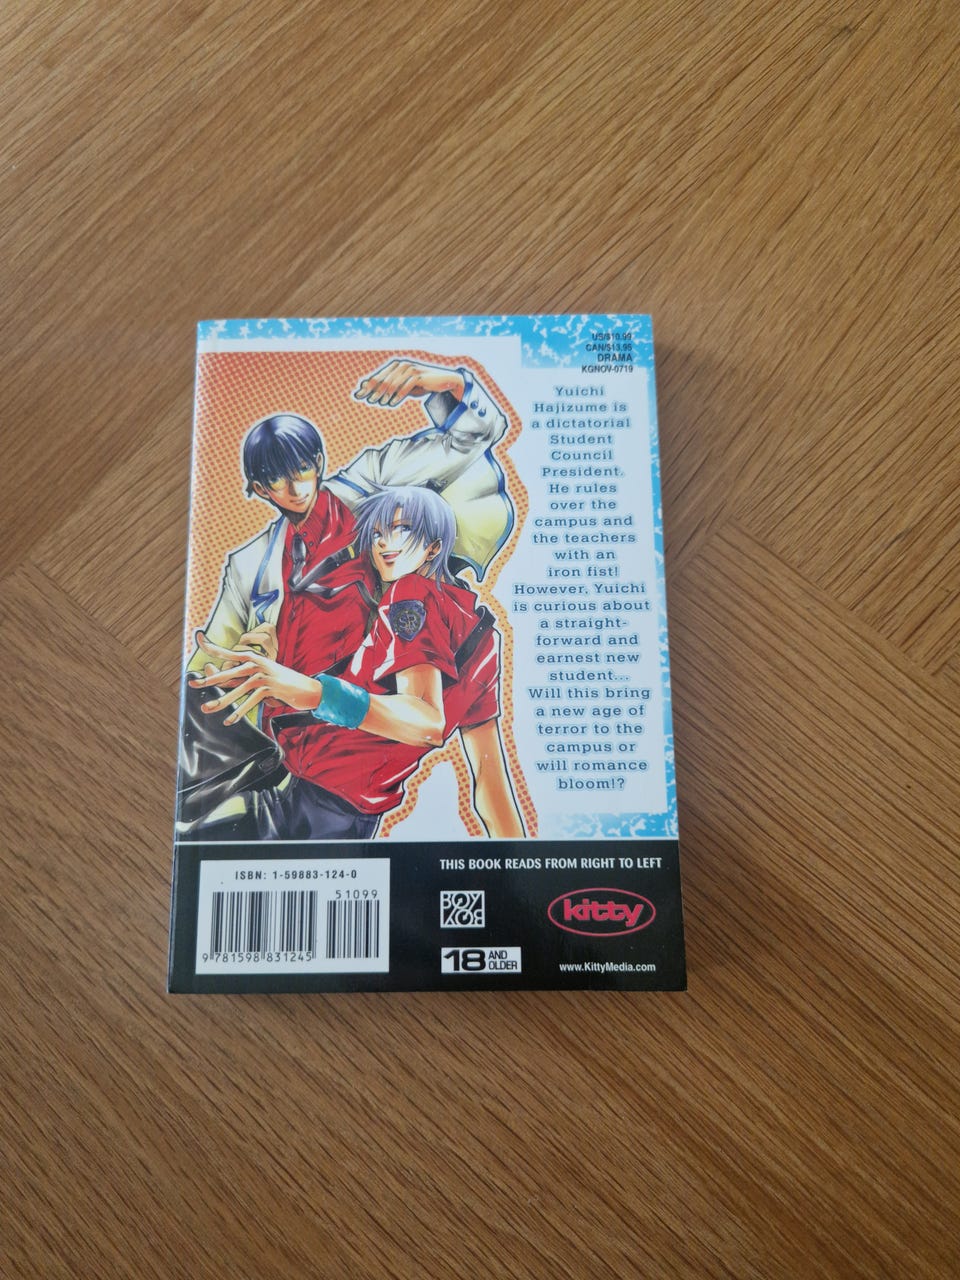 US/$10.99
CAN/$13.95
DRAMA
KGNOV-0719
Yuichi
Hajizume is
a dictatorial
Student
Council
President.
He rules
over the
campus and
the teachers
with an
iron fist!
However, Yuichi
is curious about
a straight-
forward and
earnest new
student...
Will this bring
a new age of
terror to the
campus or
will romance
bloom!?
SR
THIS BOOK READS FROM RIGHT TO LEFT
ISBN: 1-59883-124-0
51099
9 781598 831245
BOY
LOVE
kitty
18 AND
OLDER
www.KittyMedia.com